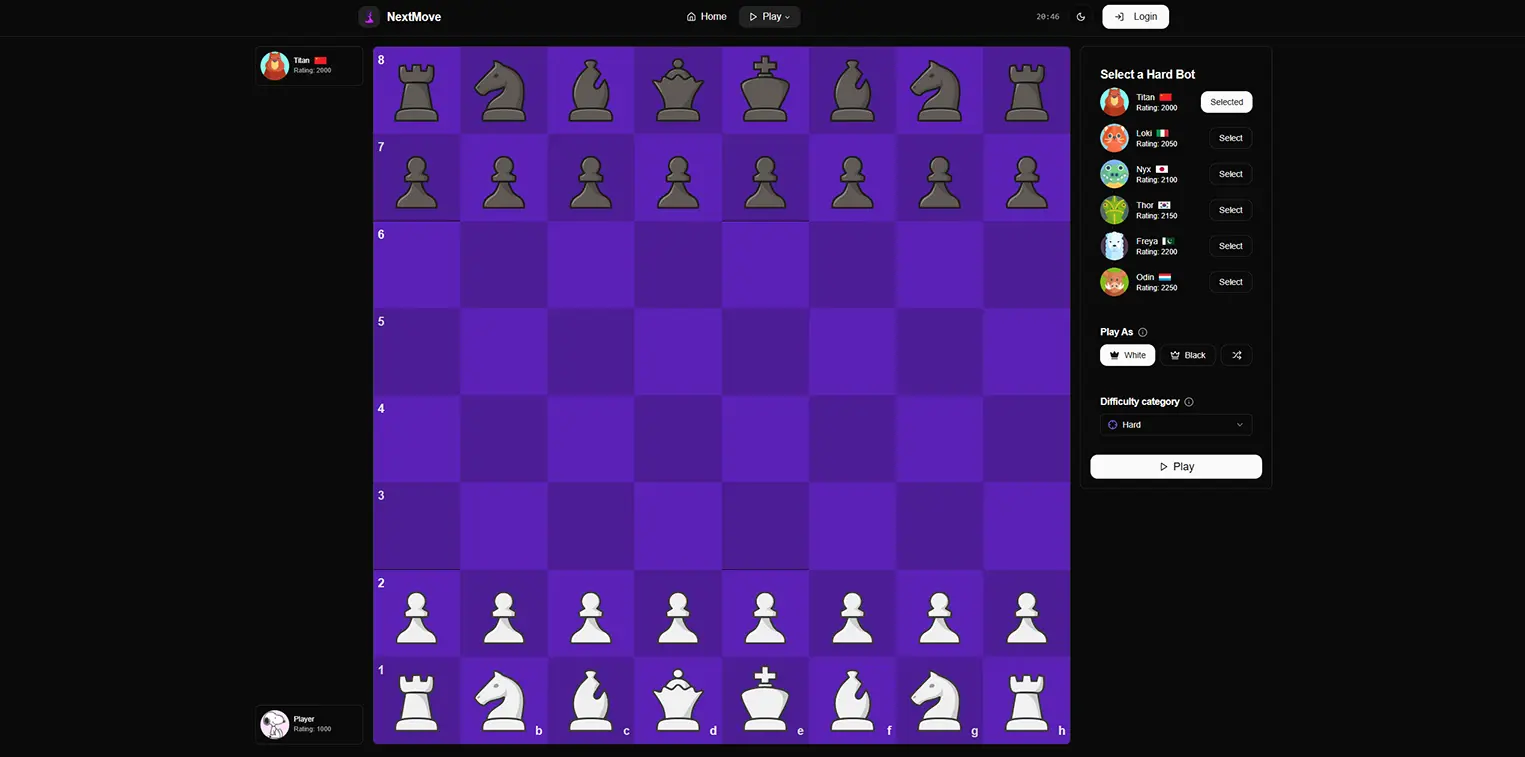 NextMove
Home
Play
20:46
Login
Titan
Rating: 2000
8
7
6
5
4
3
2
1
b
c
d
e
f
g
h
Player
Rating: 1000
Select a Hard Bot
Titan
Rating: 2000
Selected
Loki
Rating: 2050
Select
Nyx
Rating: 2100
Select
Thor
Rating: 2150
Select
Freya
Rating: 2200
Select
Odin
Rating: 2250
Select
Play As
White
Black
Difficulty category
Hard
Play